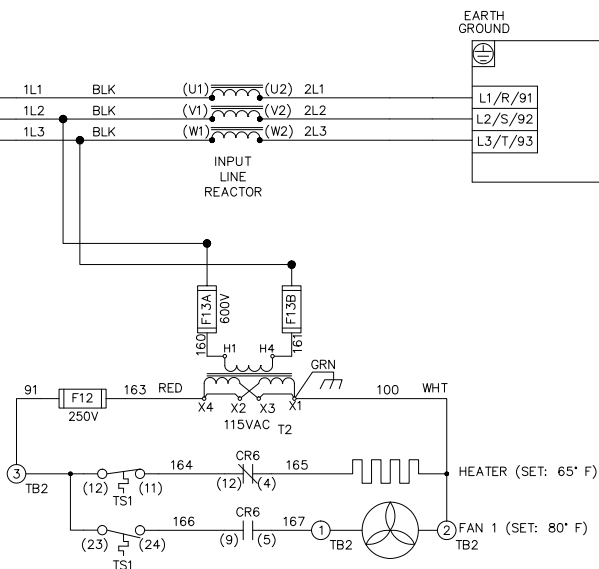 EARTH
GROUND
1L1 BLK (U1) (U2) 2L1 L1/R/91
1L2 BLK (V1) (V2) 2L2 L2/S/92
1L3 BLK (W1) (W2) 2L3 L3/T/93
INPUT
LINE
REACTOR
F13A
600V
F13B
160
H1 H4
161
GRN
91 F12 163 RED X4 X2 X3 X1 100 WHT
250V
115VAC T2
3
TB2
(12) (11)
TS1
164
CR6
(12) (4)
165
HEATER (SET: 65° F)
(23) (24)
TS1
166
CR6
(9) (5)
167
1
TB2
2
TB2
FAN 1 (SET: 80° F)